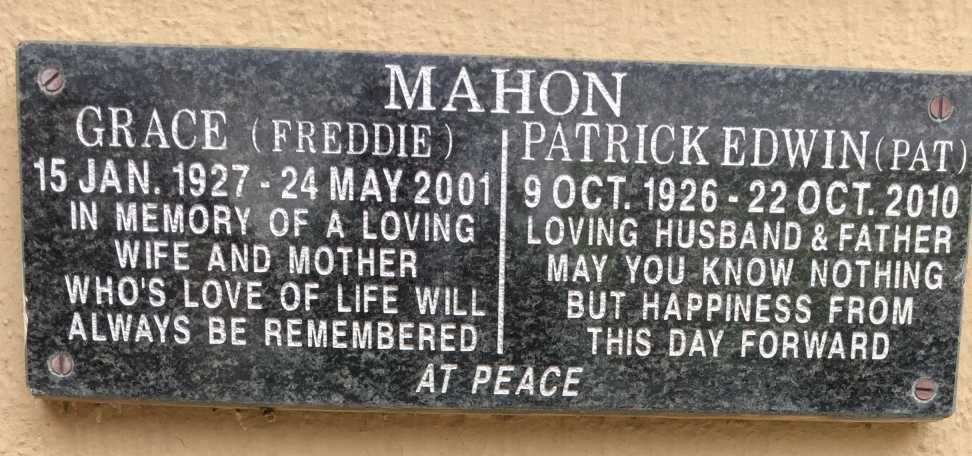 MAHON
GRACE (FREDDIE)
15 JAN. 1927 - 24 MAY 2001
IN MEMORY OF A LOVING
WIFE AND MOTHER
WHO'S LOVE OF LIFE WILL
ALWAYS BE REMEMBERED
PATRICK EDWIN (PAT)
9 OCT. 1926 - 22 OCT. 2010
LOVING HUSBAND & FATHER
MAY YOU KNOW NOTHING
BUT HAPPINESS FROM
THIS DAY FORWARD
AT PEACE